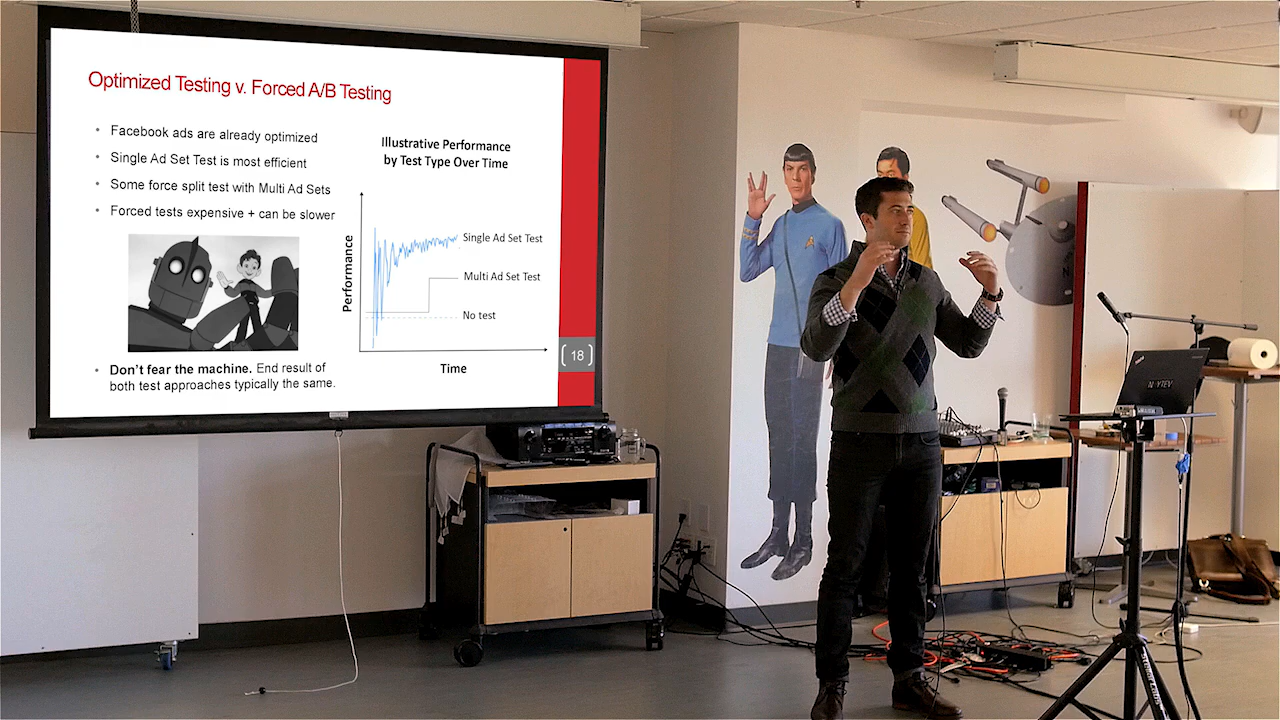 Optimized Testing v. Forced A/B Testing
• Facebook ads are already optimized
• Single Ad Set Test is most efficient
• Some force split test with Multi Ad Sets
• Forced tests expensive + can be slower
Illustrative Performance
by Test Type Over Time
Performance
Single Ad Set Test
Multi Ad Set Test
No test
Time
• Don't fear the machine. End result of
both test approaches typically the same.
18
ThinkPad